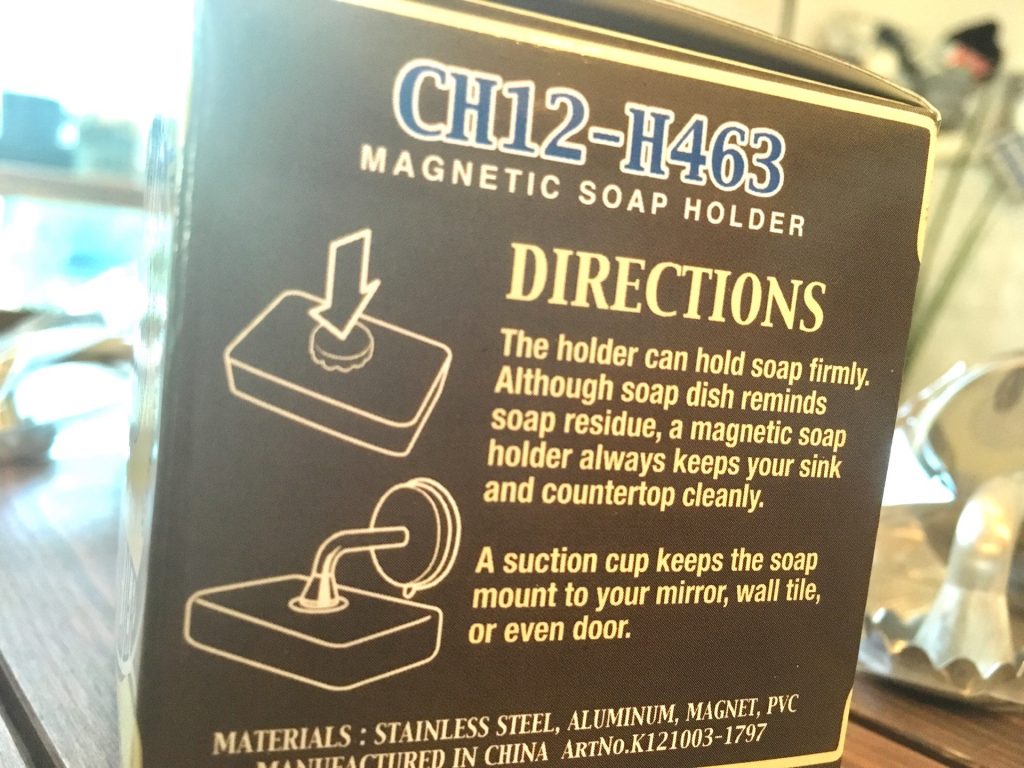 CH12-H463
MAGNETIC SOAP HOLDER
DIRECTIONS
The holder can hold soap firmly.
Although soap dish reminds
soap residue, a magnetic soap
holder always keeps your sink
and countertop cleanly.
A suction cup keeps the soap
mount to your mirror, wall tile,
or even door.
MATERIALS : STAINLESS STEEL, ALUMINUM, MAGNET, PVC
MANUFACTURED IN CHINA ARTNO.K121003-1797